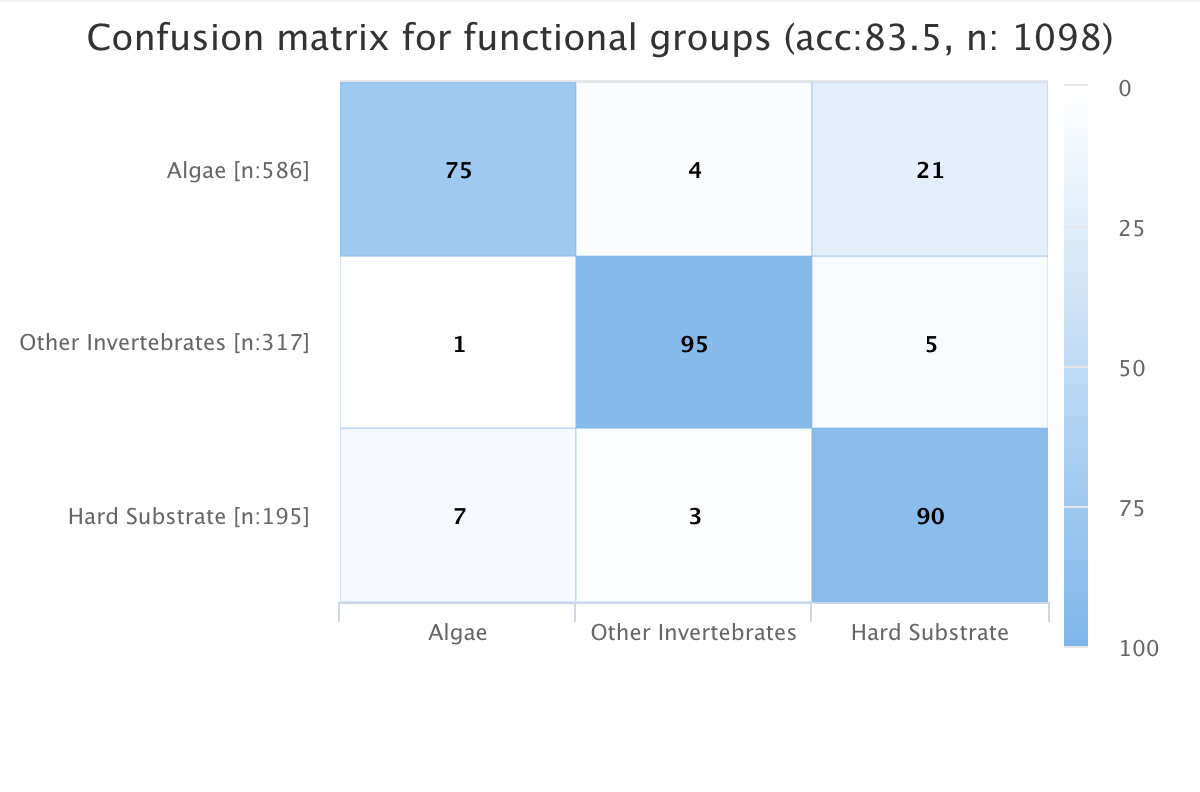 Confusion matrix for functional groups (acc:83.5, n: 1098)
Algae [n:586] 75 4 21
Other Invertebrates [n:317] 1 95 5
Hard Substrate [n:195] 7 3 90
Algae Other Invertebrates Hard Substrate
0
25
50
75
100